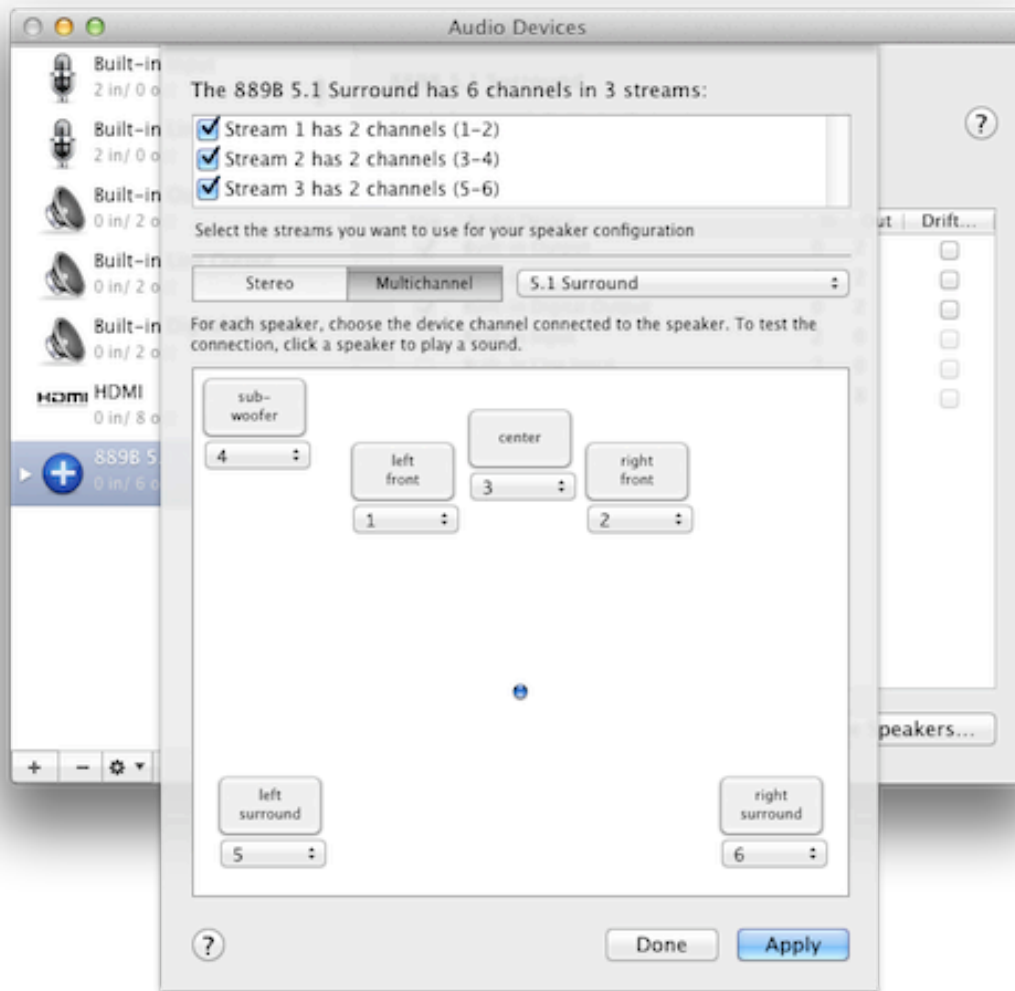 Audio Devices
Built-in
2 in/ 0 o
Built-in
2 in/ 0 o
Built-in
0 in/ 2 o
Built-in
0 in/ 2 o
Built-in
0 in/ 2 o
HDMI HDMI
0 in/ 8 o
889B 5.
0 in/ 6 o
The 889B 5.1 Surround has 6 channels in 3 streams:
Stream 1 has 2 channels (1-2)
Stream 2 has 2 channels (3-4)
Stream 3 has 2 channels (5-6)
Select the streams you want to use for your speaker configuration
Stereo Multichannel 5.1 Surround
For each speaker, choose the device channel connected to the speaker. To test the
connection, click a speaker to play a sound.
sub-
woofer
4
left
front
1
center
3
right
front
2
left
surround
5
right
surround
6
? Done Apply
?
ut Drift...
peakers...
+ −